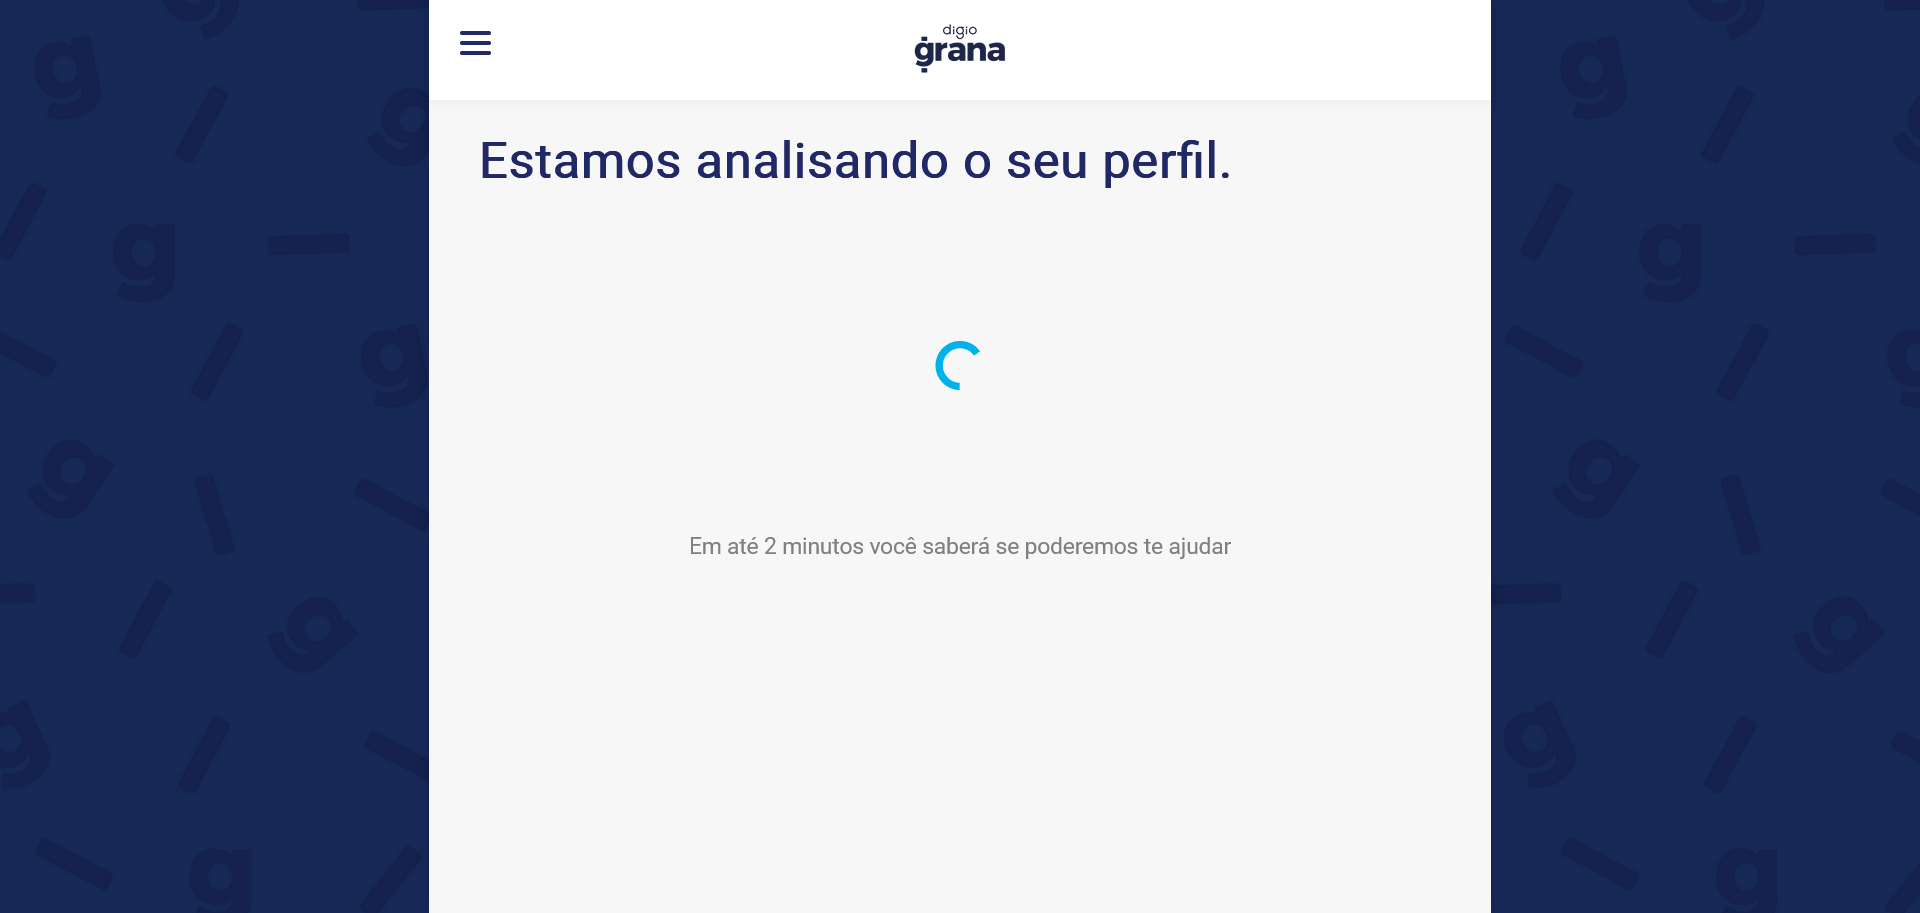 digio
grana
Estamos analisando o seu perfil.
Em até 2 minutos você saberá se poderemos te ajudar